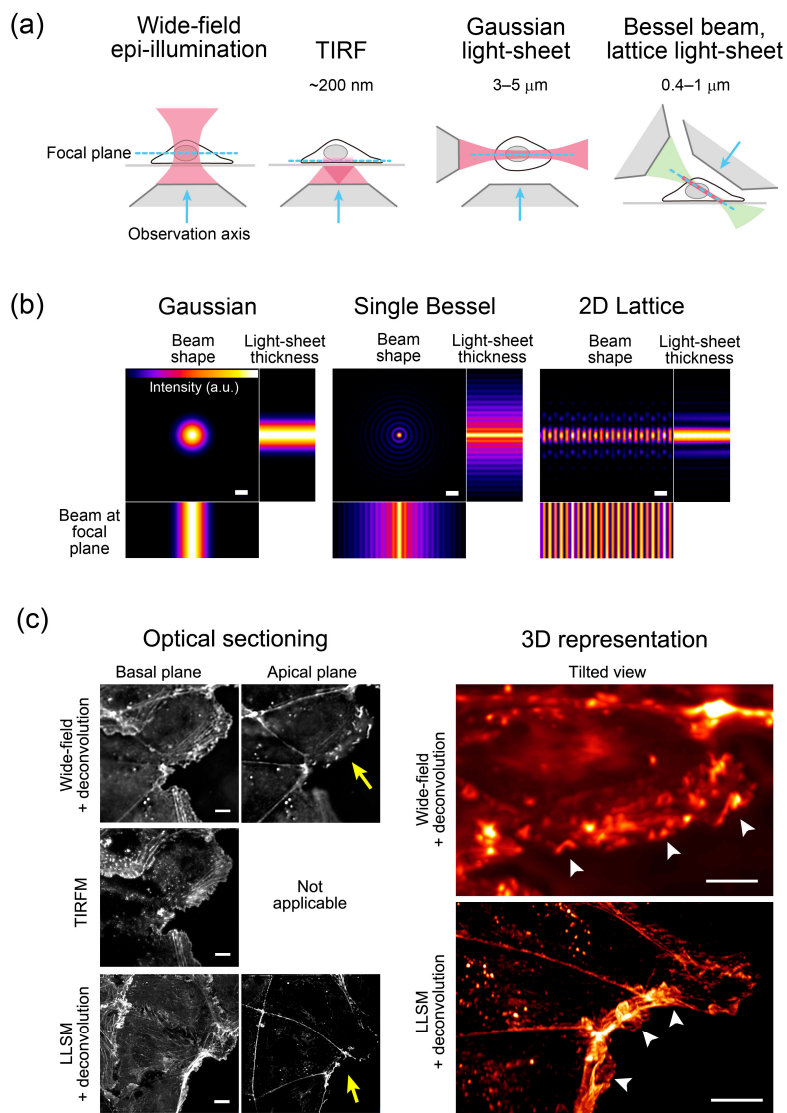 (a)
Wide-field
epi-illumination
TIRF
~200 nm
Gaussian
light–sheet
3–5 μm
Bessel beam,
lattice light-sheet
0.4–1 μm
Focal plane
Observation axis
(b)
Gaussian
Single Bessel
2D Lattice
Beam
shape
Light-sheet
thickness
Beam
shape
Light-sheet
thickness
Beam
shape
Light-sheet
thickness
Intensity (a.u.)
Beam at
focal
plane
(c)
Optical sectioning
3D representation
Basal plane
Apical plane
Tilted view
Wide-field
+ deconvolution
Wide-field
+ deconvolution
TIRFM
Not
applicable
LLSM
+ deconvolution
LLSM
+ deconvolution